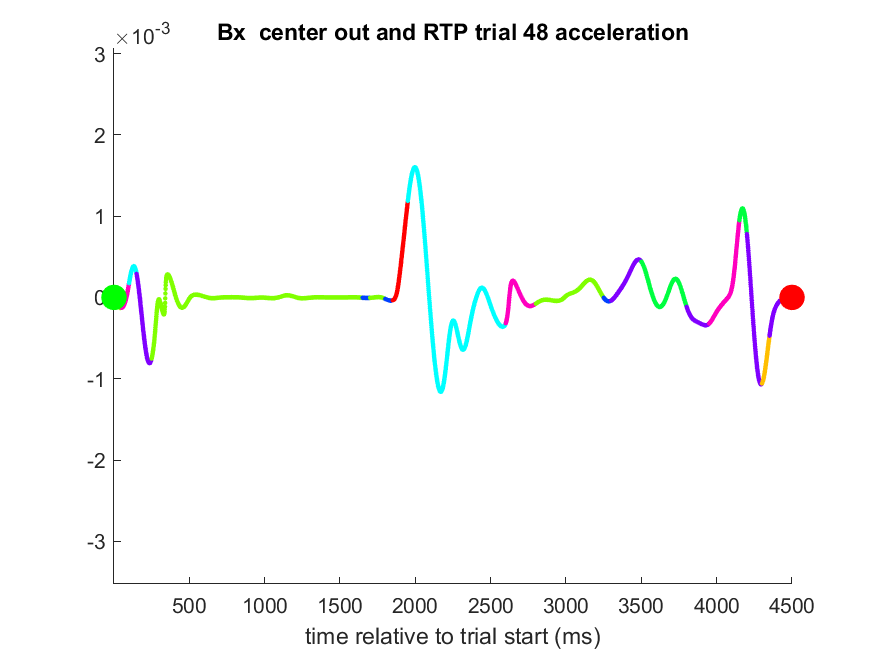 Bx  center out and RTP trial 48 acceleration
×10-3
3
2
1
0
-1
-2
-3
500 1000 1500 2000 2500 3000 3500 4000 4500
time relative to trial start (ms)